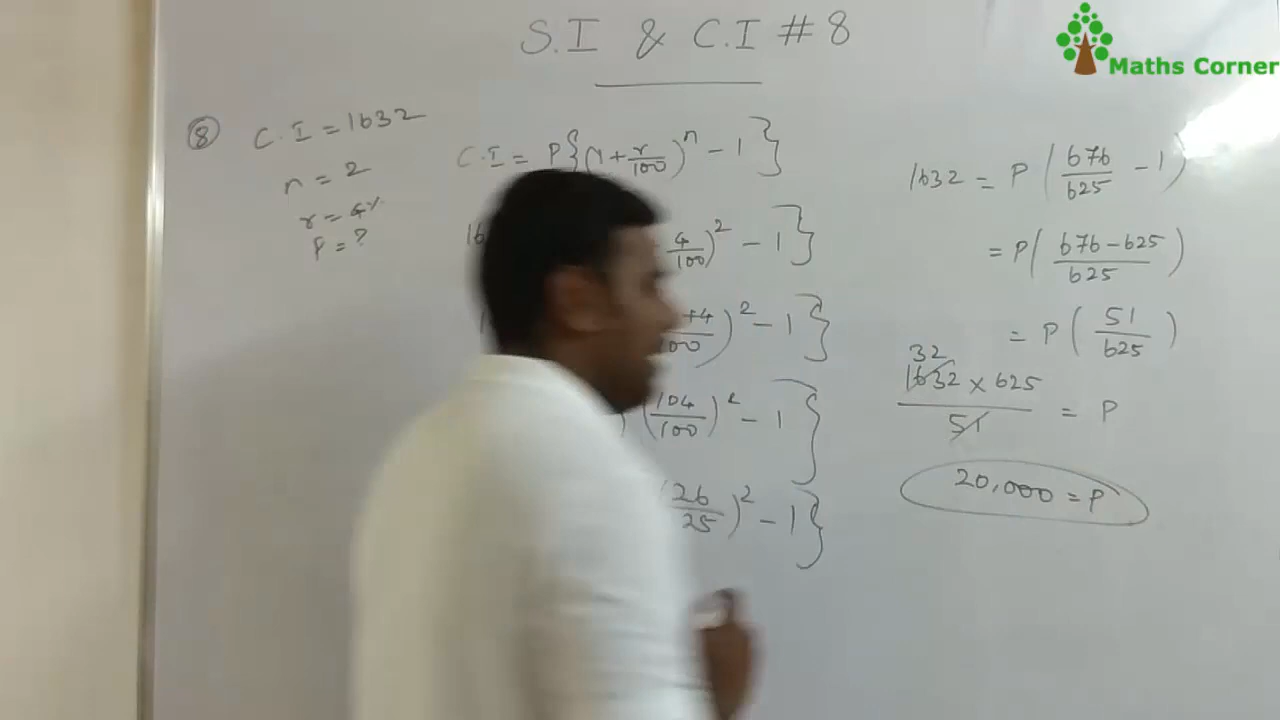 S.I & C.I # 8
Maths Corner
⑧ C.I = 1632
n = 2
r = 4%
P = ?
C.I = P{(1 + r/100)^n - 1}
4/100)^2 - 1}
+4
100)^2 - 1}
(104/100)^2 - 1}
26/25)^2 - 1}
1632 = P (676/625 - 1)
= P (676 - 625/625)
= P (51/625)
32
1632 x 625/51 = P
20,000 = P